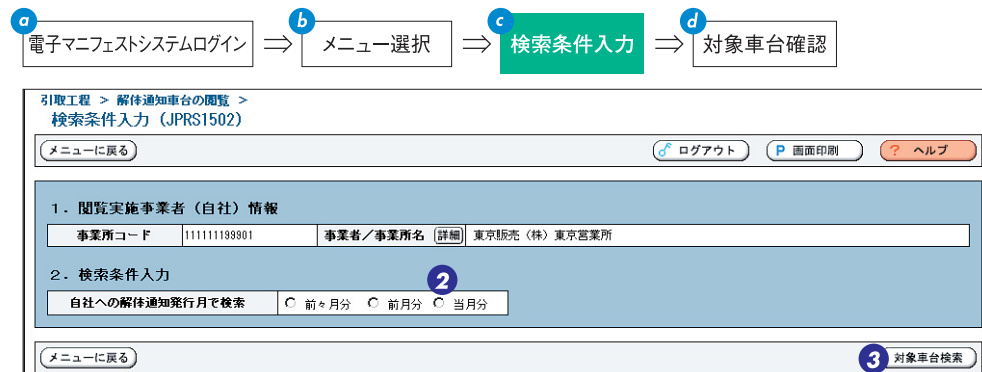 a b c d
電子マニフェストシステムログイン ⇒ メニュー選択 ⇒ 検索条件入力 ⇒ 対象車台確認
引取工程 > 解体通知車台の閲覧 >
検索条件入力（JPRS1502）
メニューに戻る ログアウト P 画面印刷 ? ヘルプ
１．閲覧実施事業者（自社）情報
事業所コード 111111199901 事業者／事業所名 詳細 東京販売（株）東京営業所
２．検索条件入力
2
自社への解体通知発行月で検索 前々月分 前月分 当月分
メニューに戻る 3 対象車台検索